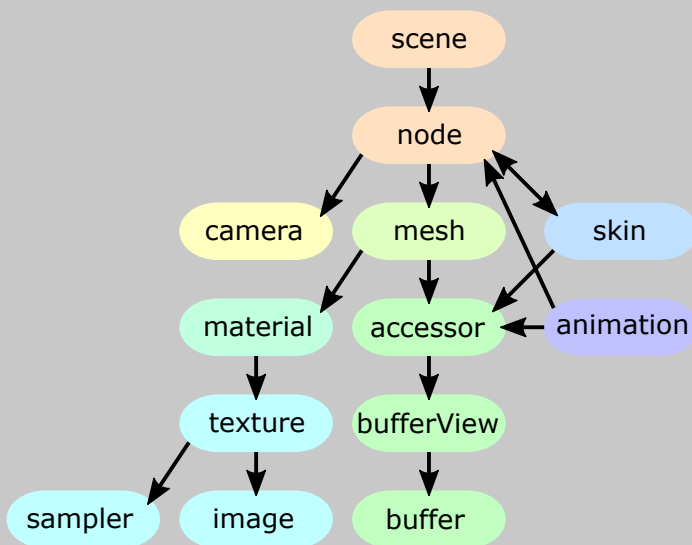 scene
node
camera
mesh
skin
material
accessor
animation
texture
bufferView
sampler
image
buffer